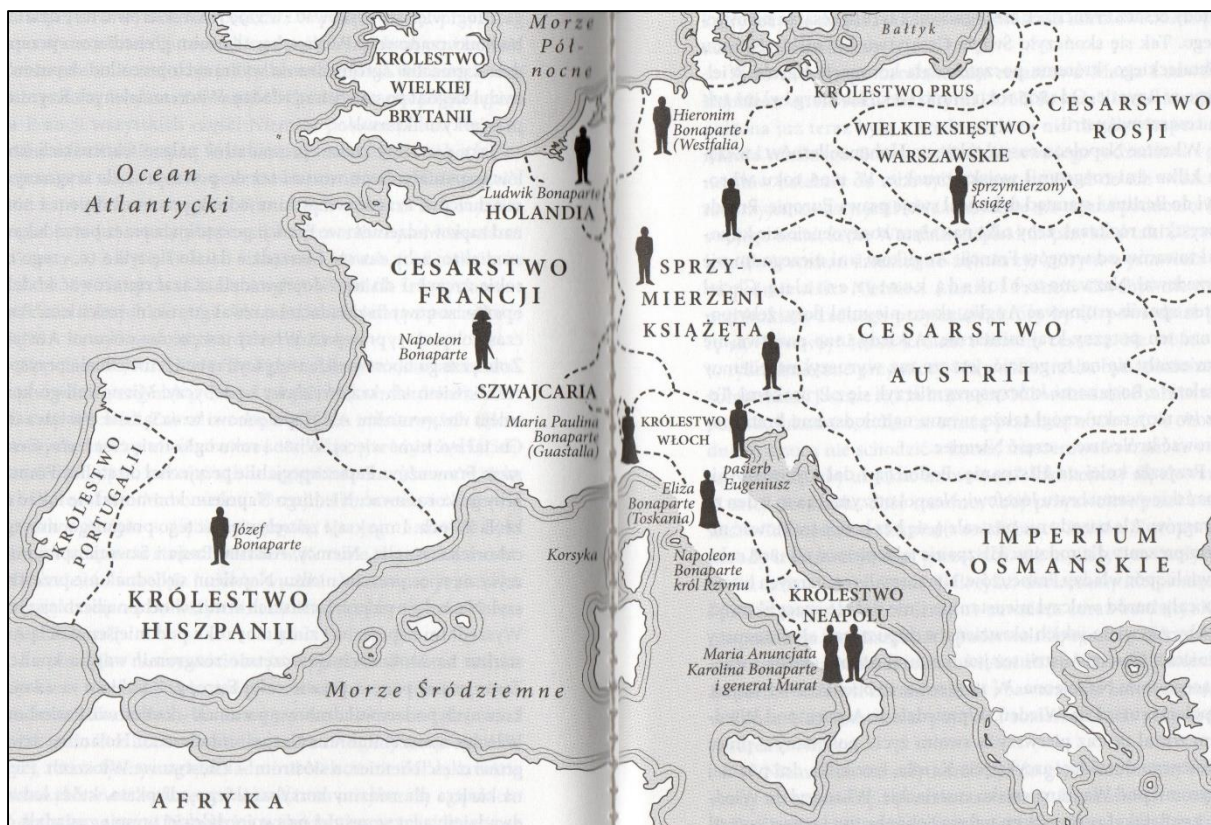 Morze
Pół-
nocne
KRÓLESTWO
WIELKIEJ
BRYTANII
Ocean
Atlantycki
Ludwik Bonaparte
HOLANDIA
CESARSTWO
FRANCJI
Napoleon
Bonaparte
SZWAJCARIA
Maria Paulina
Bonaparte
(Guastalla)
KRÓLESTWO
PORTUGALII
Józef
Korsyka
KRÓLESTWO
HISZPANII
Morze Śródziemne
AFRYKA
Bałtyk
KRÓLESTWO PRUS
Hieronim
Bonaparte
(Westfalia)
CESARSTWO
ROSJI
WIELKIE KSIĘSTWO
WARSZAWSKIE
sprzymierzony
książę
SPRZY-
MIERZENI
KSIĄŻĘTA
CESARSTWO
AUSTRII
KRÓLESTWO
WŁOCH
pasierb
Eugeniusz
Eliza
Bonaparte
(Toskania)
IMPERIUM
OSMAŃSKIE
Napoleon
Bonaparte
król Rzymu
KRÓLESTWO
NEAPOLU
Maria Anuncjata
Karolina Bonaparte
i generał Murat